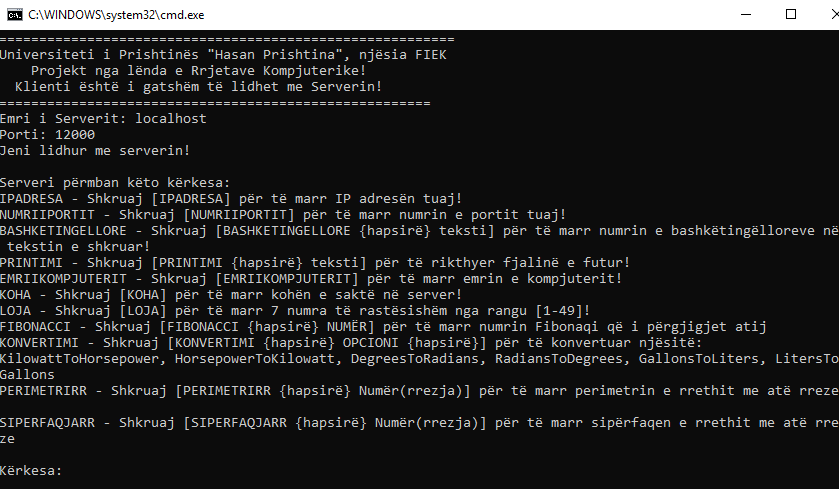 C:\WINDOWS\system32\cmd.exe
=========================================================
Universiteti i Prishtinës "Hasan Prishtina", njësia FIEK
    Projekt nga lënda e Rrjetave Kompjuterike!
  Klienti është i gatshëm të lidhet me Serverin!
======================================================
Emri i Serverit: localhost
Porti: 12000
Jeni lidhur me serverin!

Serveri përmban këto kërkesa:
IPADRESA - Shkruaj [IPADRESA] për të marr IP adresën tuaj!
NUMRIIPORTIT - Shkruaj [NUMRIIPORTIT] për të marr numrin e portit tuaj!
BASHKETINGELLORE - Shkruaj [BASHKETINGELLORE {hapsirë} teksti] për të marr numrin e bashkëtingëlloreve në
 tekstin e shkruar!
PRINTIMI - Shkruaj [PRINTIMI {hapsirë} teksti] për të rikthyer fjalinë e futur!
EMRIIKOMPJUTERIT - Shkruaj [EMRIIKOMPJUTERIT] për të marr emrin e kompjuterit!
KOHA - Shkruaj [KOHA] për të marr kohën e saktë në server!
LOJA - Shkruaj [LOJA] për të marr 7 numra të rastësishëm nga rangu [1-49]!
FIBONACCI - Shkruaj [FIBONACCI {hapsirë} NUMËR] për të marr numrin Fibonaqi që i përgjigjet atij
KONVERTIMI - Shkruaj [KONVERTIMI {hapsirë} OPCIONI {hapsirë}] për të konvertuar njësitë:
KilowattToHorsepower, HorsepowerToKilowatt, DegreesToRadians, RadiansToDegrees, GallonsToLiters, LitersTo
Gallons
PERIMETRIRR - Shkruaj [PERIMETRIRR {hapsirë} Numër(rrezja)] për të marr perimetrin e rrethit me atë rreze

SIPERFAQJARR - Shkruaj [SIPERFAQJARR {hapsirë} Numër(rrezja)] për të marr sipërfaqen e rrethit me atë rre
ze

Kërkesa: